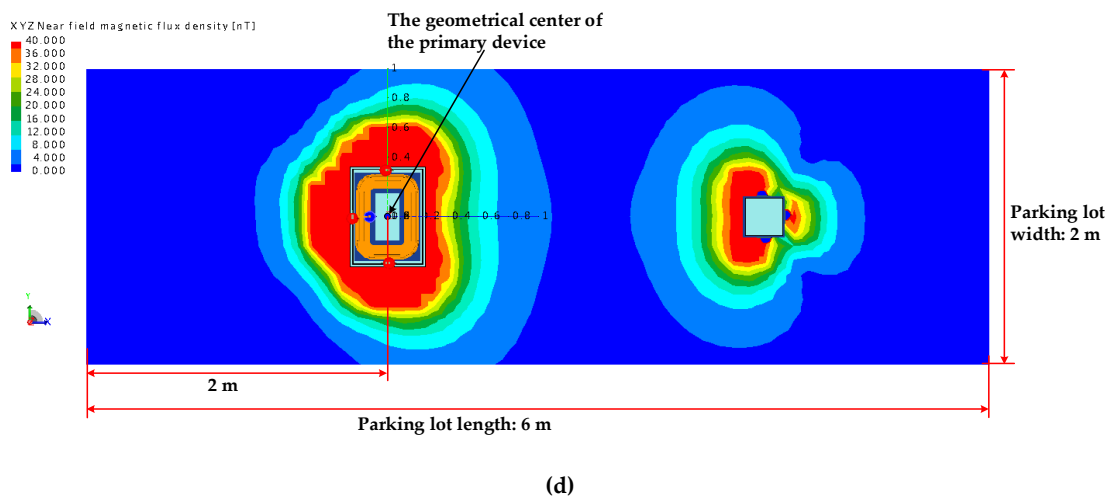 The geometrical center of
the primary device
XYZ Near field magnetic flux density [nT]
40.000
36.000
32.000
28.000
24.000
20.000
16.000
12.000
8.000
4.000
0.000
1
0.8
0.6
0.4
0.4 0.6 0.8 1
Parking lot
width: 2 m
Y
X
2 m
Parking lot length: 6 m
(d)